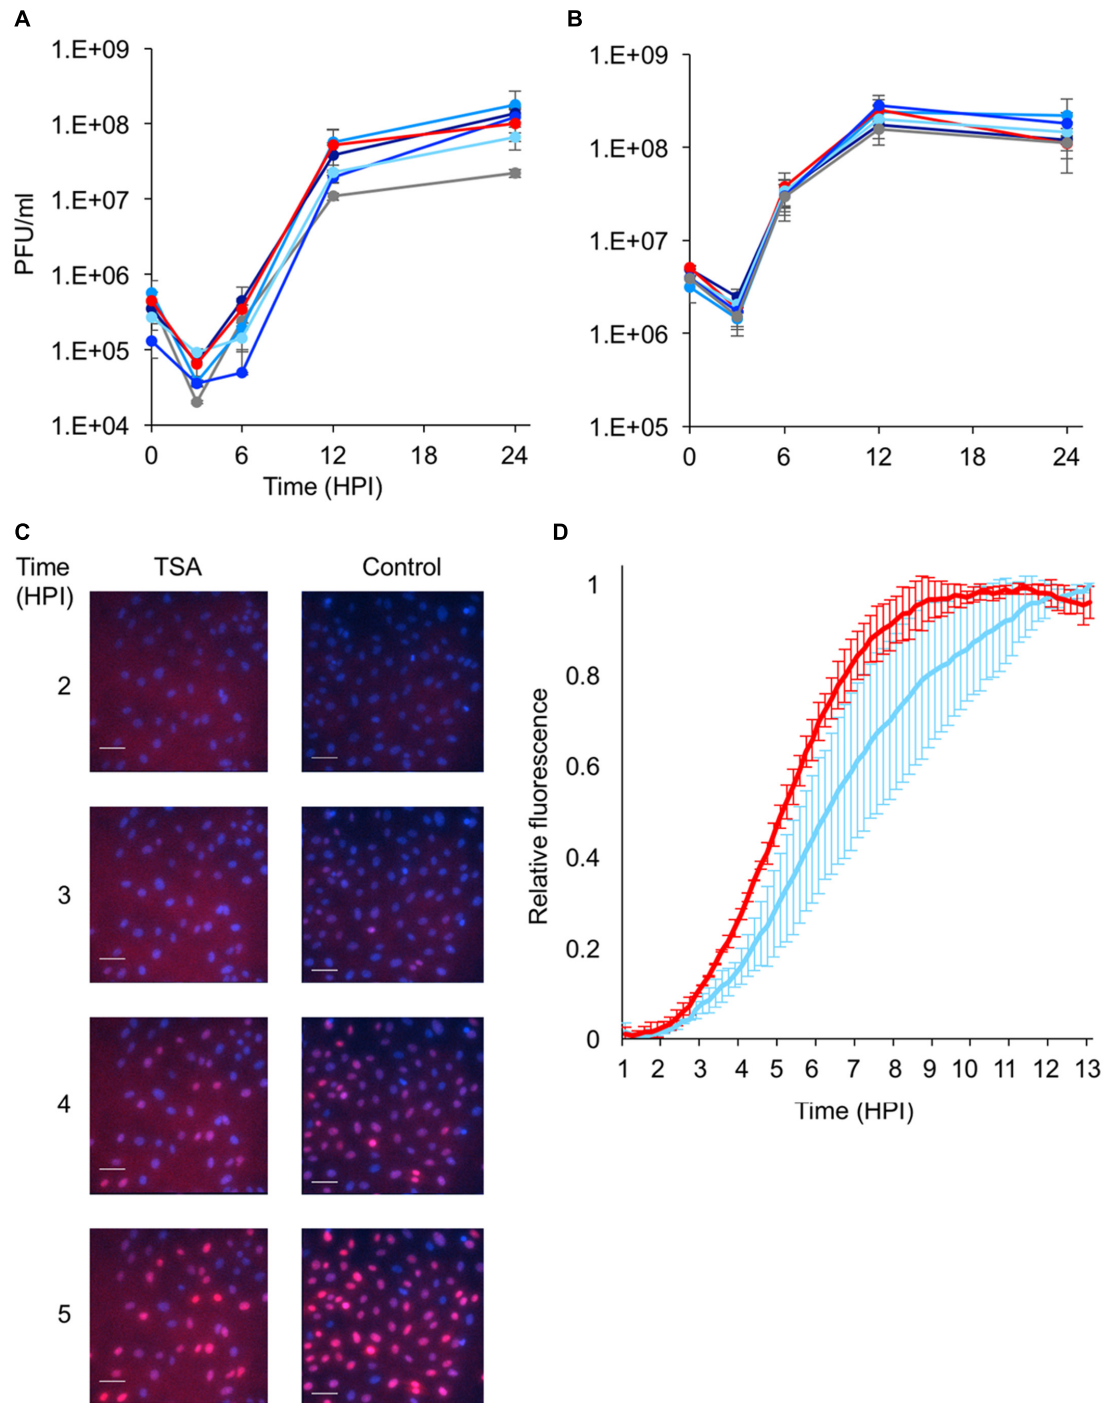 A
1.E+09
1.E+08
1.E+07
1.E+06
1.E+05
1.E+04
PFU/ml
0 6 12 18 24
Time (HPI)
B
1.E+09
1.E+08
1.E+07
1.E+06
1.E+05
0 6 12 18 24
C
Time
(HPI)
TSA Control
2
3
4
5
D
1
0.8
0.6
0.4
0.2
0
Relative fluorescence
1 2 3 4 5 6 7 8 9 10 11 12 13
Time (HPI)